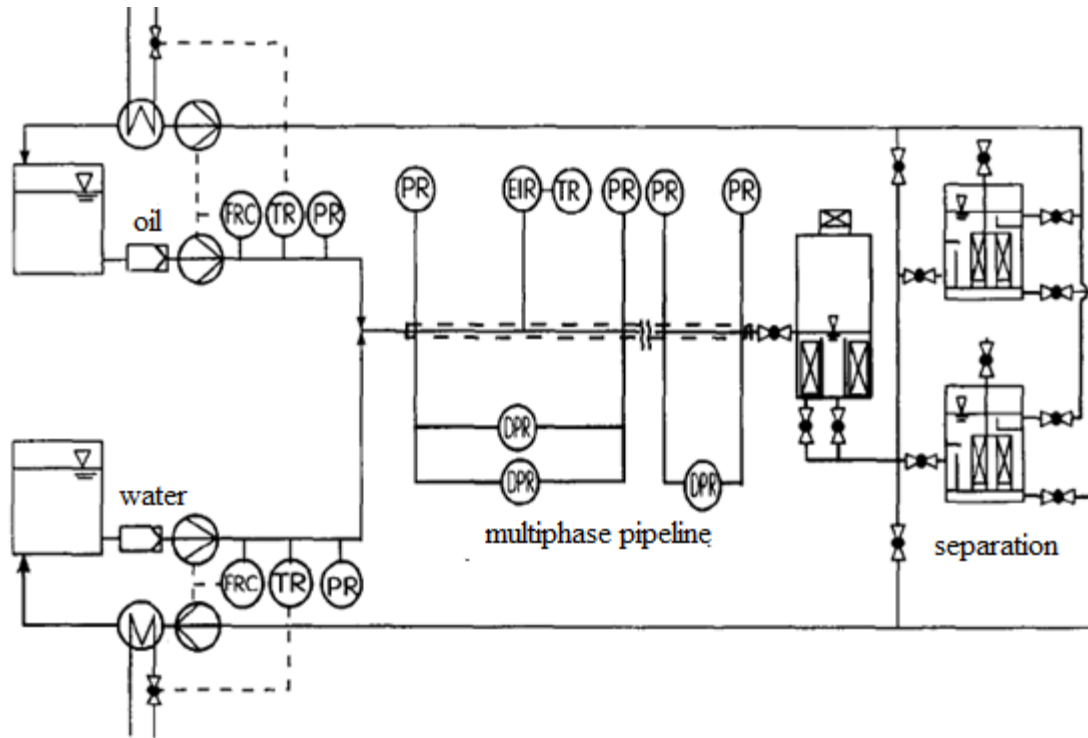 PR
EIR
TR
PR
PR
PR
oil
FRC
TR
PR
DPR
DPR
DPR
water
multiphase pipeline
separation
FRC
TR
PR